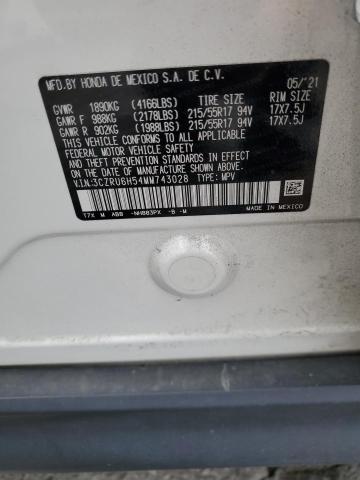 MFD.BY HONDA DE MEXICO S.A. DE C.V. 05/'21
GVWR 1890KG (4166LBS) TIRE SIZE RIM SIZE
GAWR F 988KG (2178LBS) 215/55R17 94V 17X7.5J
GAWR R 902KG (1988LBS) 215/55R17 94V 17X7.5J
THIS VEHICLE CONFORMS TO ALL APPLICABLE
FEDERAL MOTOR VEHICLE SAFETY AND THEFT
PREVENTION STANDARDS IN EFFECT ON THE DATE
OF MANUFACTURE SHOWN ABOVE.
V.I.N:3CZRU6H54MM743028 TYPE: MPV
T7X M ABB -NH883PX -B -M